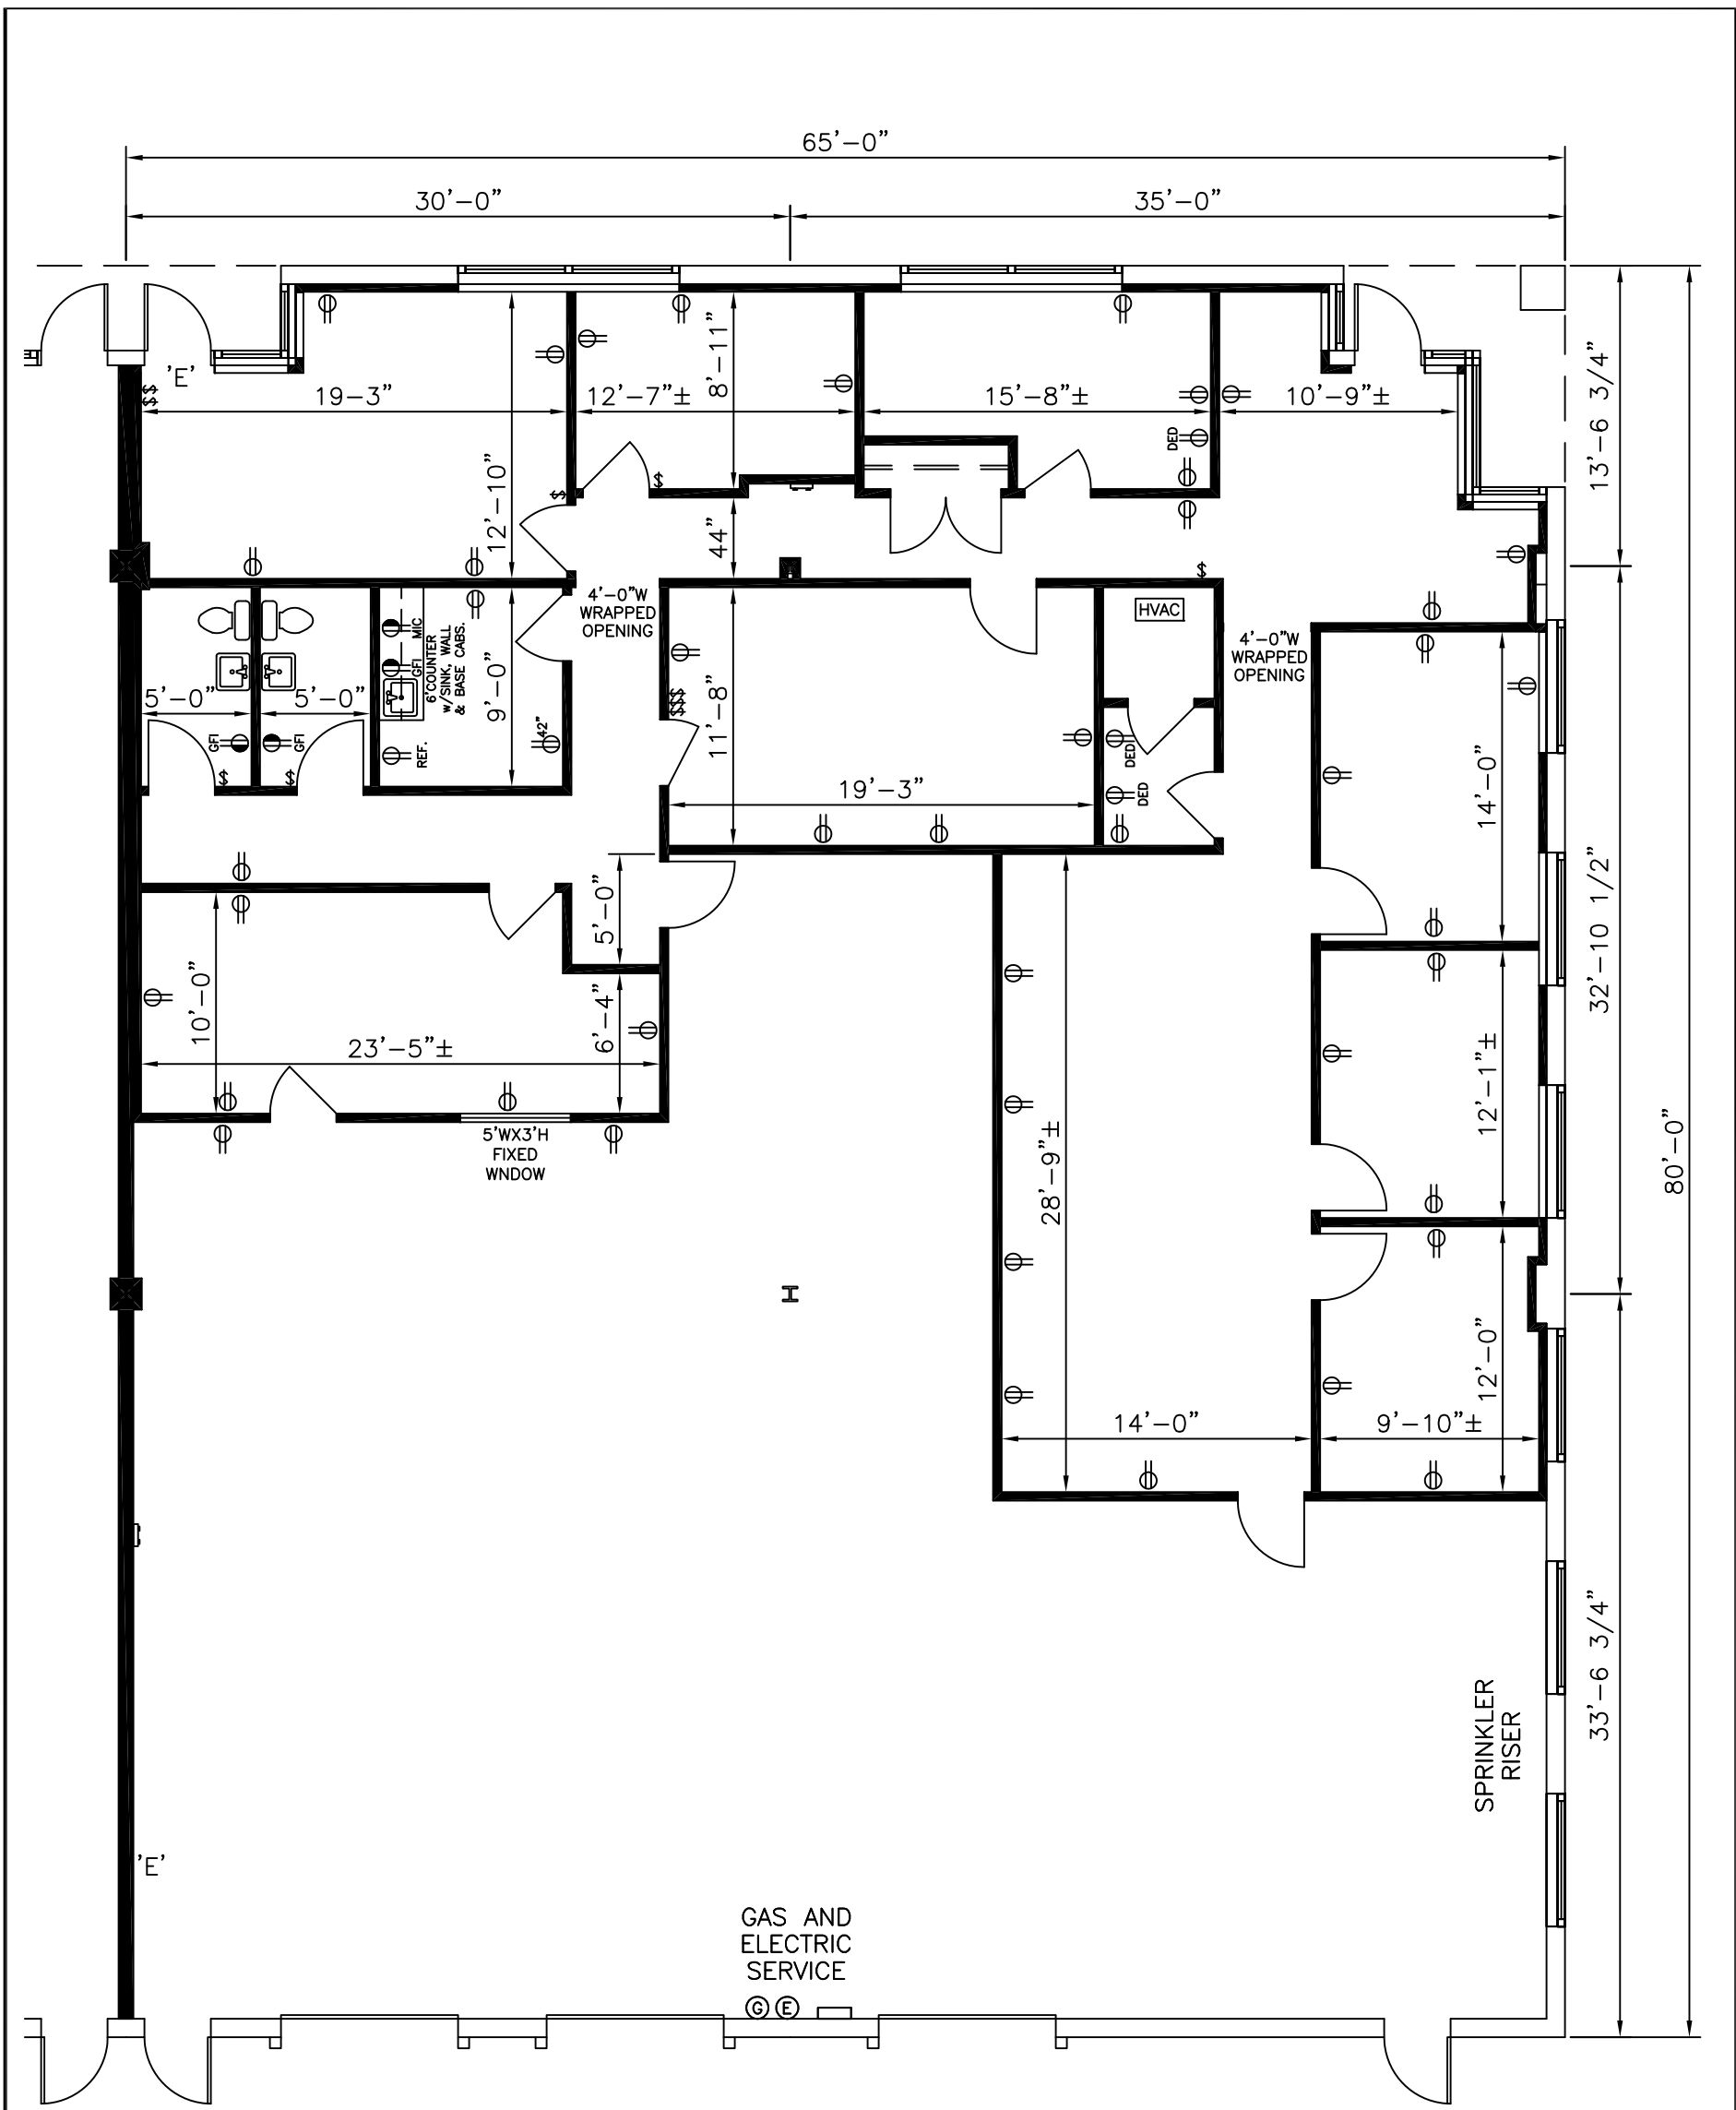 65'-0"
30'-0"
35'-0"
'E'
$$
19-3"
12'-10"
12'-7"±
8'-11"
15'-8"±
DED
10'-9"±
13'-6 3/4"
$
$
44"
$
4'-0"W
WRAPPED
OPENING
HVAC
4'-0"W
WRAPPED
OPENING
MIC
GFI
6'COUNTER
w/SINK, WALL
& BASE CABS.
9'-0"
5'-0"
5'-0"
GFI
GFI
$
$
REF.
42"
$$$
11'-8"
19'-3"
DED
DED
14'-0"
32'-10 1/2"
5'-0"
10'-0"
23'-5"±
6'-4"
12'-1"±
5'WX3'H
FIXED
WNDOW
28'-9"±
80'-0"
12'-0"
14'-0"
9'-10"±
33'-6 3/4"
SPRINKLER
RISER
'E'
GAS AND
ELECTRIC
SERVICE
G E